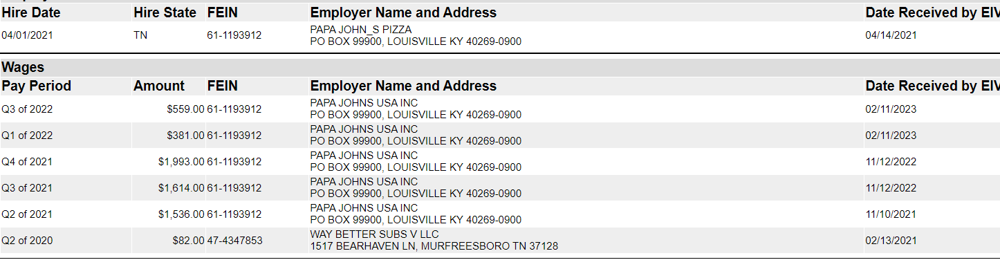 Hire Date Hire State FEIN Employer Name and Address Date Received by EIV
04/01/2021 TN 61-1193912 PAPA JOHN_S PIZZA
PO BOX 99900, LOUISVILLE KY 40269-0900 04/14/2021
Wages
Pay Period Amount FEIN Employer Name and Address Date Received by EIV
Q3 of 2022 $559.00 61-1193912 PAPA JOHNS USA INC
PO BOX 99900, LOUISVILLE KY 40269-0900 02/11/2023
Q1 of 2022 $381.00 61-1193912 PAPA JOHNS USA INC
PO BOX 99900, LOUISVILLE KY 40269-0900 02/11/2023
Q4 of 2021 $1,993.00 61-1193912 PAPA JOHNS USA INC
PO BOX 99900, LOUISVILLE KY 40269-0900 11/12/2022
Q3 of 2021 $1,614.00 61-1193912 PAPA JOHNS USA INC
PO BOX 99900, LOUISVILLE KY 40269-0900 11/12/2022
Q2 of 2021 $1,536.00 61-1193912 PAPA JOHNS USA INC
PO BOX 99900, LOUISVILLE KY 40269-0900 11/10/2021
Q2 of 2020 $82.00 47-4347853 WAY BETTER SUBS V LLC
1517 BEARHAVEN LN, MURFREESBORO TN 37128 02/13/2021